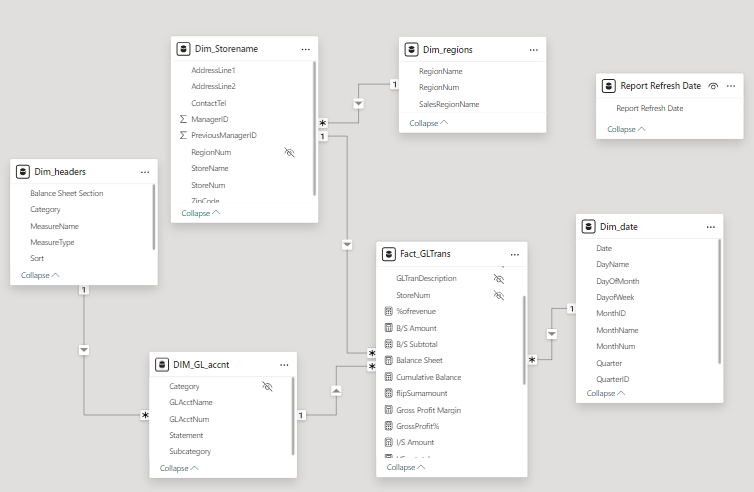 Dim_Storename
AddressLine1
AddressLine2
ContactTel
ManagerID
PreviousManagerID
RegionNum
StoreName
StoreNum
ZipCode
Collapse
Dim_regions
RegionName
RegionNum
SalesRegionName
Collapse
Report Refresh Date
Report Refresh Date
Collapse
1
*
1
Dim_headers
Balance Sheet Section
Category
MeasureName
MeasureType
Sort
Collapse
1
Dim_date
Date
DayName
DayOfMonth
DayofWeek
MonthID
MonthName
MonthNum
Quarter
QuarterID
Collapse
1
*
Fact_GLTrans
GLTranDescription
StoreNum
%ofrevenue
B/S Amount
B/S Subtotal
Balance Sheet
Cumulative Balance
flipSumamount
Gross Profit Margin
GrossProfit%
I/S Amount
Collapse
*
*
DIM_GL_accnt
Category
GLAcctName
GLAcctNum
Statement
Subcategory
Collapse
*
1